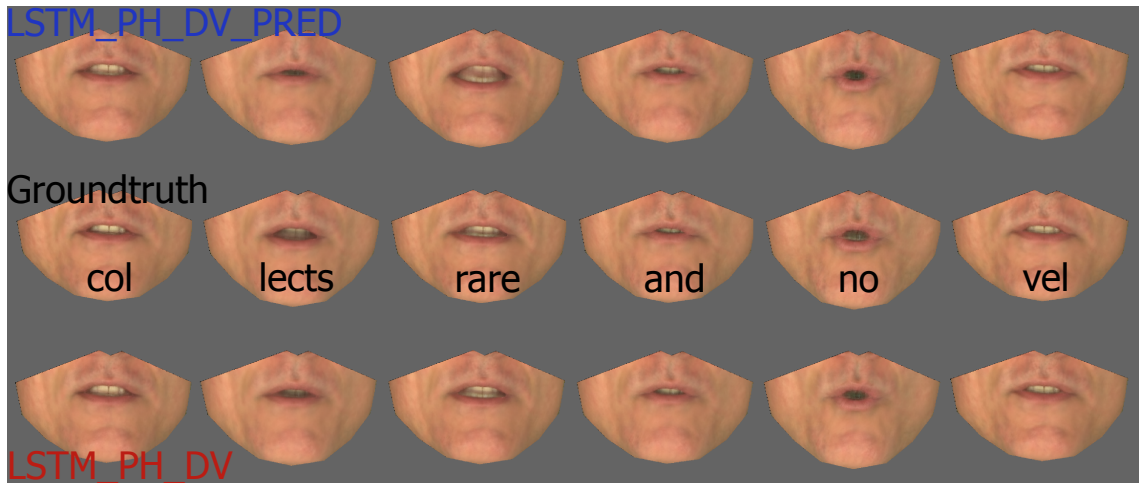 LSTM_PH_DV_PRED
Groundtruth
col lects rare and no vel
LSTM_PH_DV